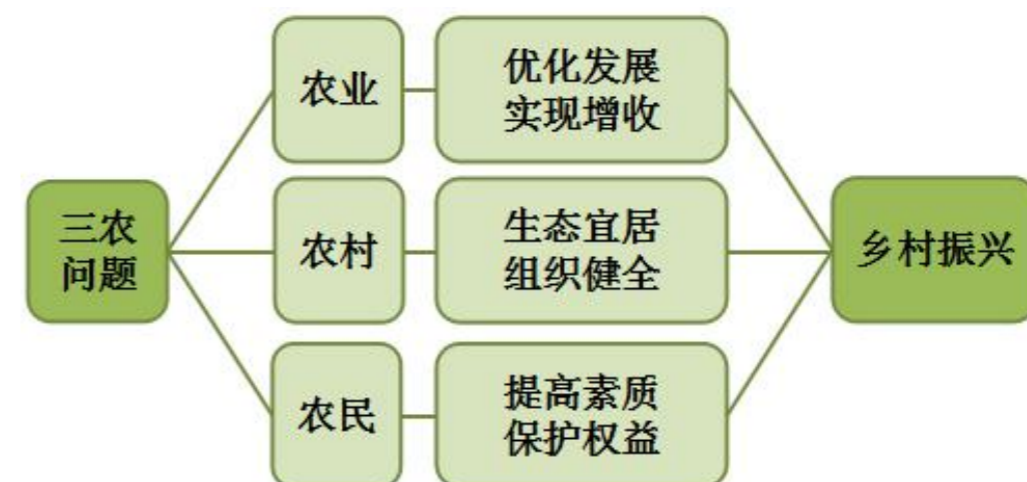 三农
问题
农业
优化发展
实现增收
农村
生态宜居
组织健全
农民
提高素质
保护权益
乡村振兴